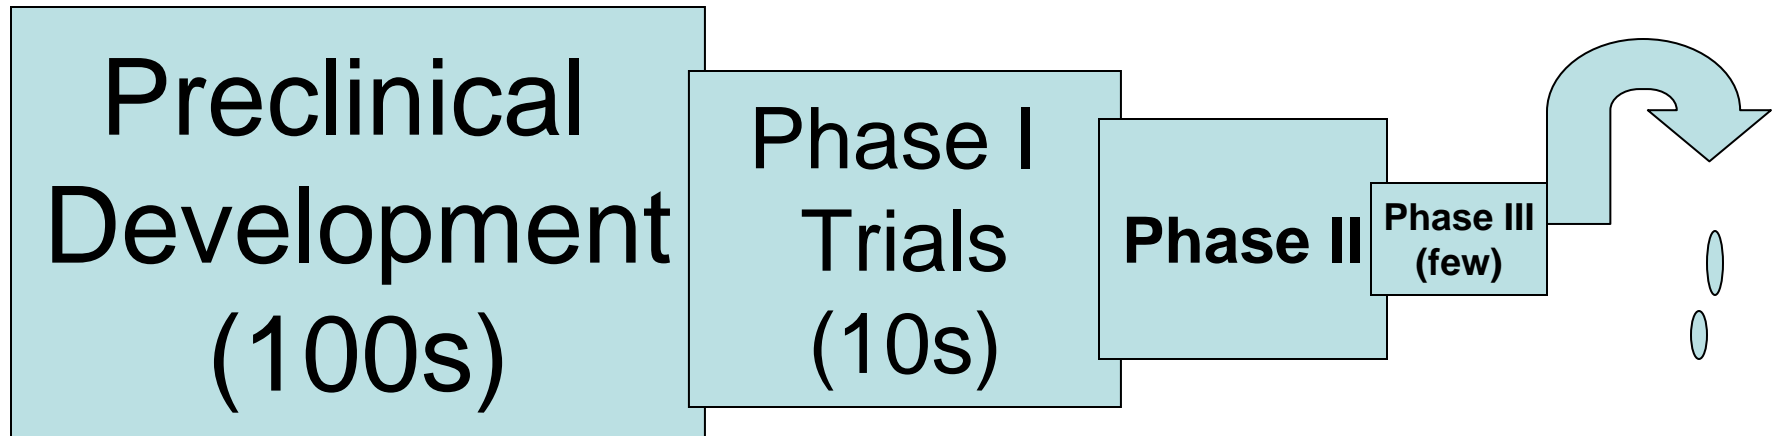 Preclinical
Development
(100s)
Phase I
Trials
(10s)
Phase II
Phase III
(few)